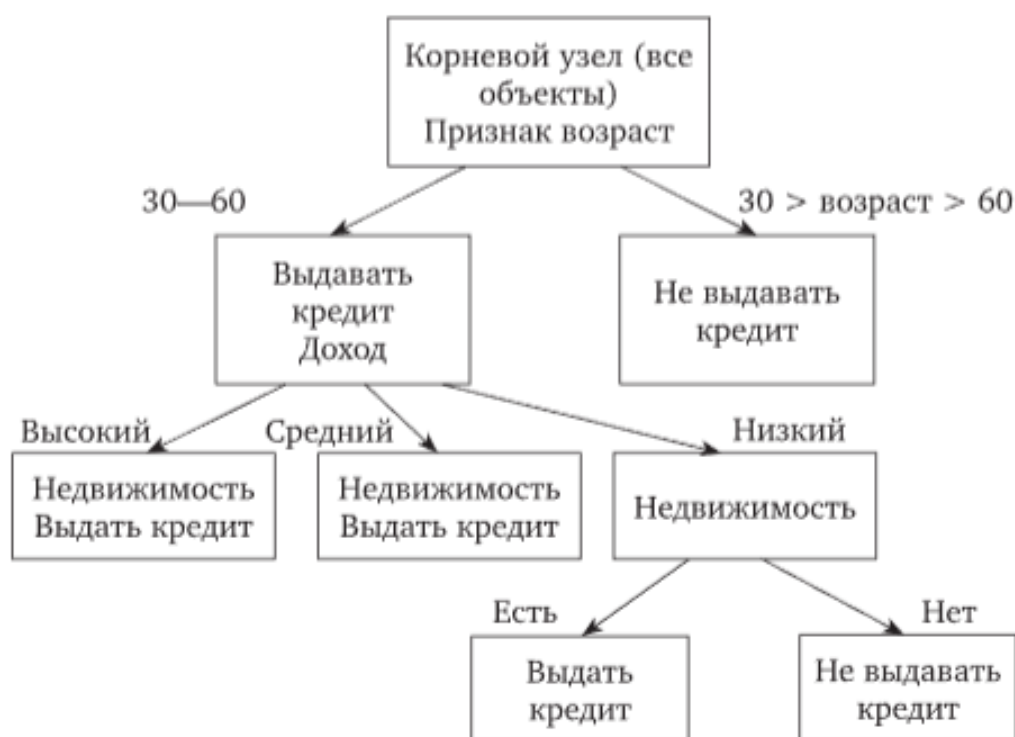 Корневой узел (все
объекты)
Признак возраст
30—60
30 > возраст > 60
Выдавать
кредит
Доход
Не выдавать
кредит
Высокий
Средний
Низкий
Недвижимость
Выдать кредит
Недвижимость
Выдать кредит
Недвижимость
Есть
Нет
Выдать
кредит
Не выдавать
кредит